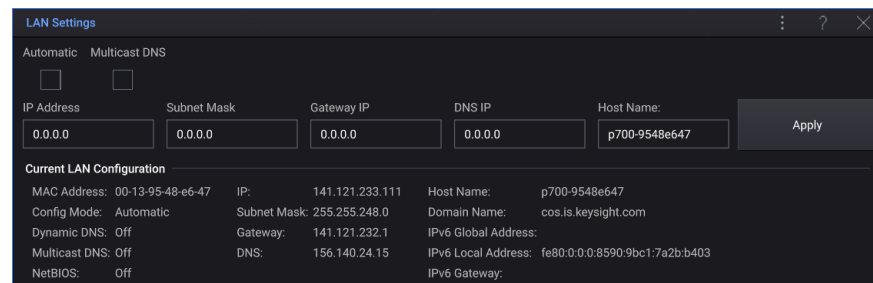 LAN Settings
Automatic Multicast DNS
IP Address Subnet Mask Gateway IP DNS IP Host Name:
0.0.0.0 0.0.0.0 0.0.0.0 0.0.0.0 p700-9548e647 Apply
Current LAN Configuration
MAC Address: 00-13-95-48-e6-47 IP: 141.121.233.111 Host Name: p700-9548e647
Config Mode: Automatic Subnet Mask: 255.255.248.0 Domain Name: cos.is.keysight.com
Dynamic DNS: Off Gateway: 141.121.232.1 IPv6 Global Address:
Multicast DNS: Off DNS: 156.140.24.15 IPv6 Local Address: fe80:0:0:0:8590:9bc1:7a2b:b403
NetBIOS: Off IPv6 Gateway: